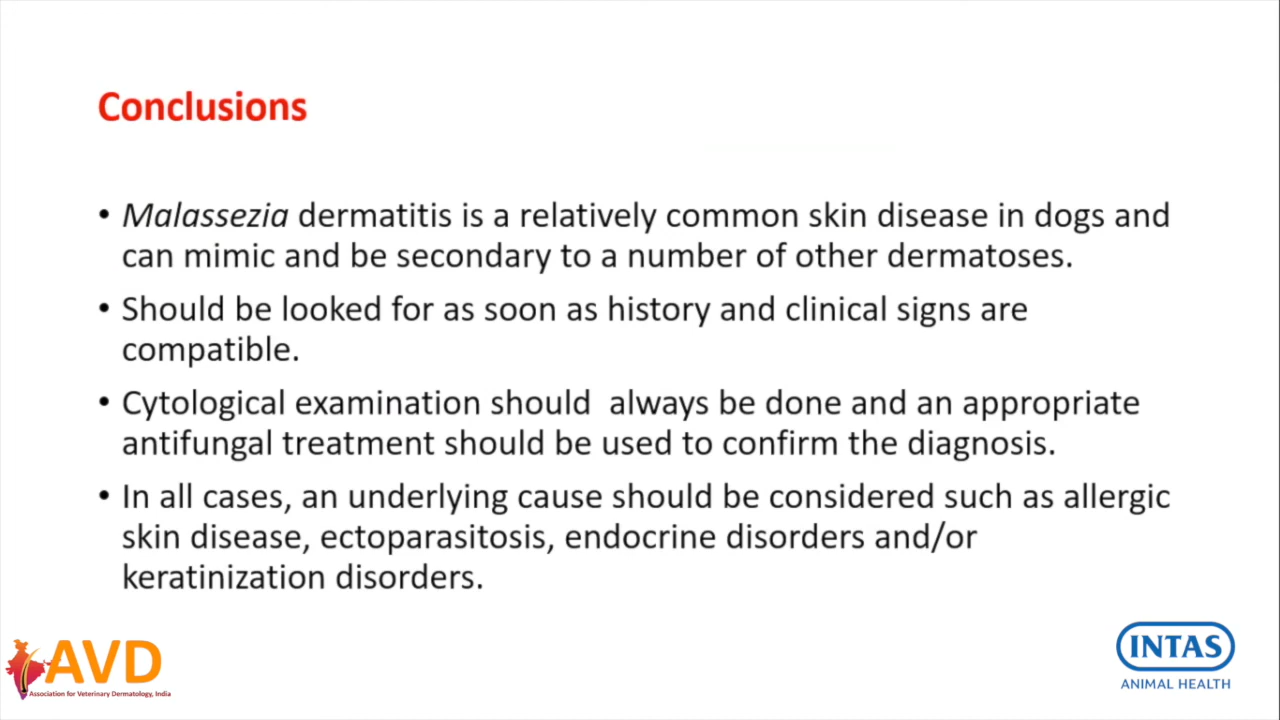 Conclusions
• Malassezia dermatitis is a relatively common skin disease in dogs and
can mimic and be secondary to a number of other dermatoses.
• Should be looked for as soon as history and clinical signs are
compatible.
• Cytological examination should  always be done and an appropriate
antifungal treatment should be used to confirm the diagnosis.
• In all cases, an underlying cause should be considered such as allergic
skin disease, ectoparasitosis, endocrine disorders and/or
keratinization disorders.
AVD
Association for Veterinary Dermatology, India
INTAS
ANIMAL HEALTH